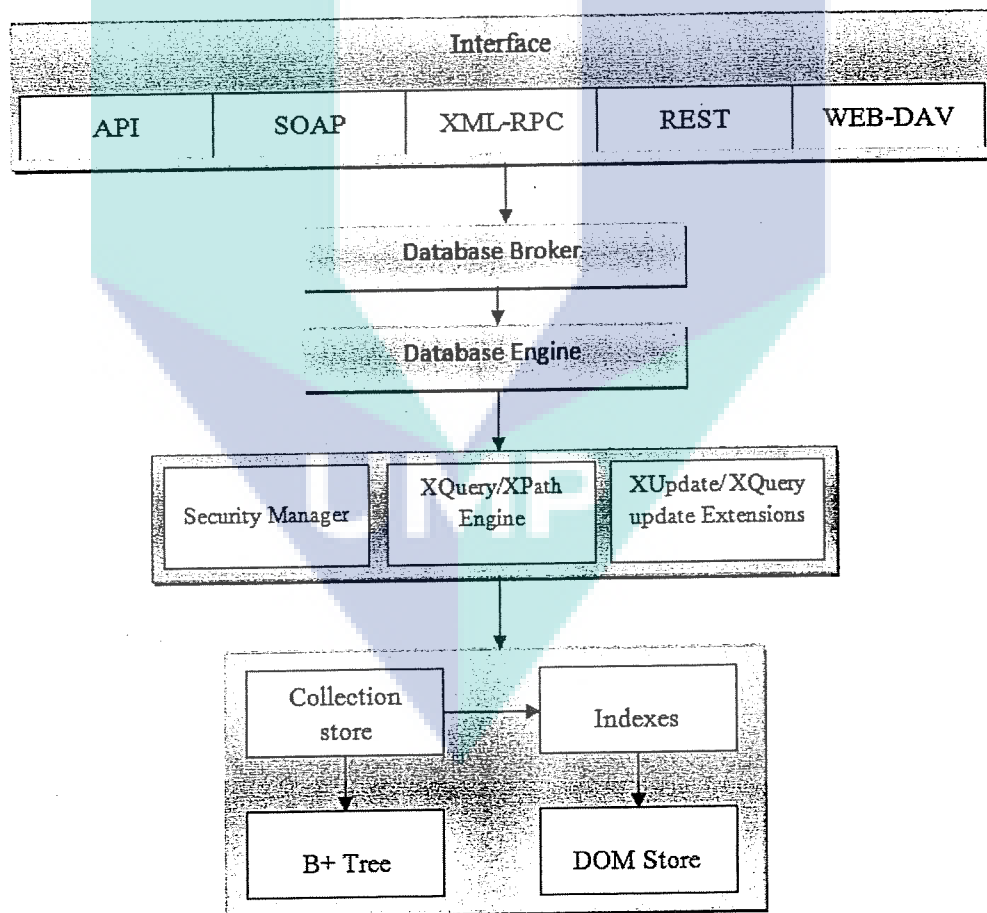 Interface
API SOAP XML-RPC REST WEB-DAV
Database Broker
Database Engine
Security Manager
XQuery/XPath
Engine
XUpdate/XQuery
update Extensions
UMP
Collection
store
Indexes
B+ Tree
DOM Store